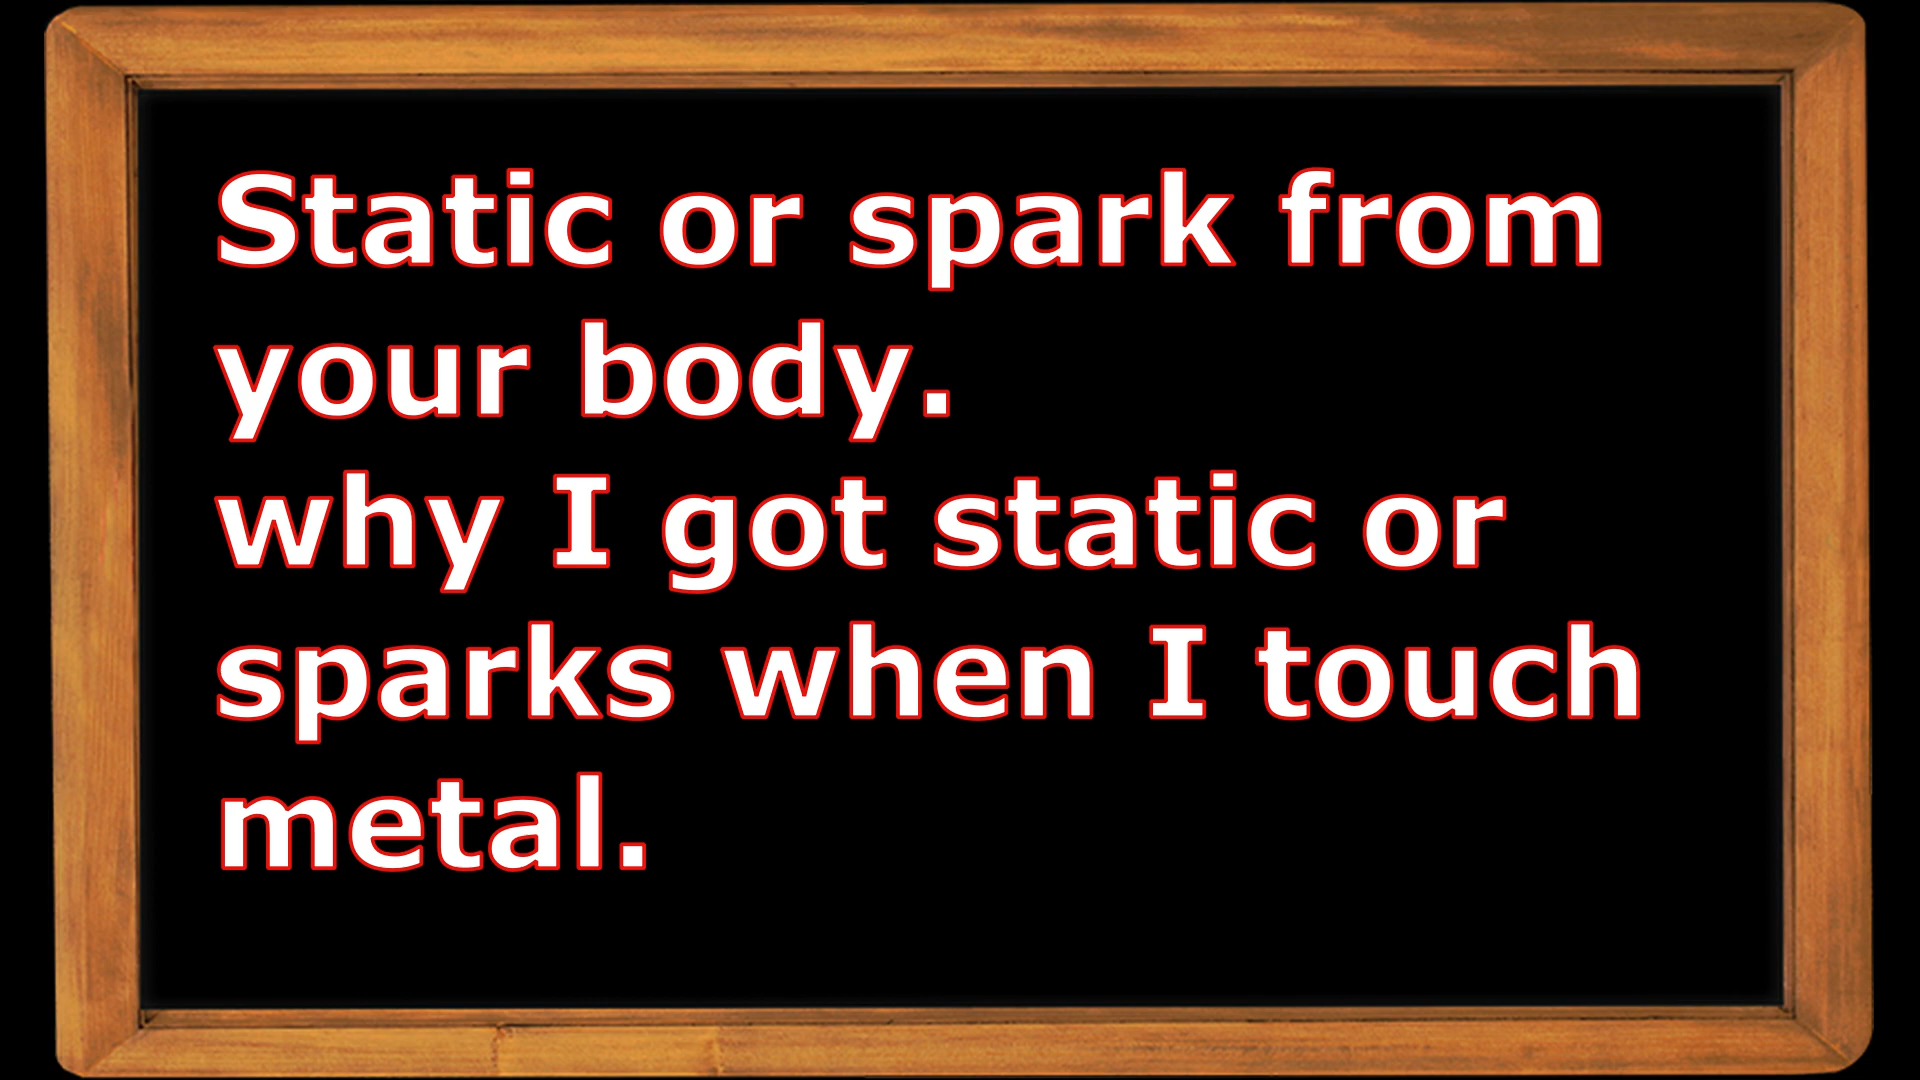 Static or spark from
your body.
why I got static or
sparks when I touch
metal.